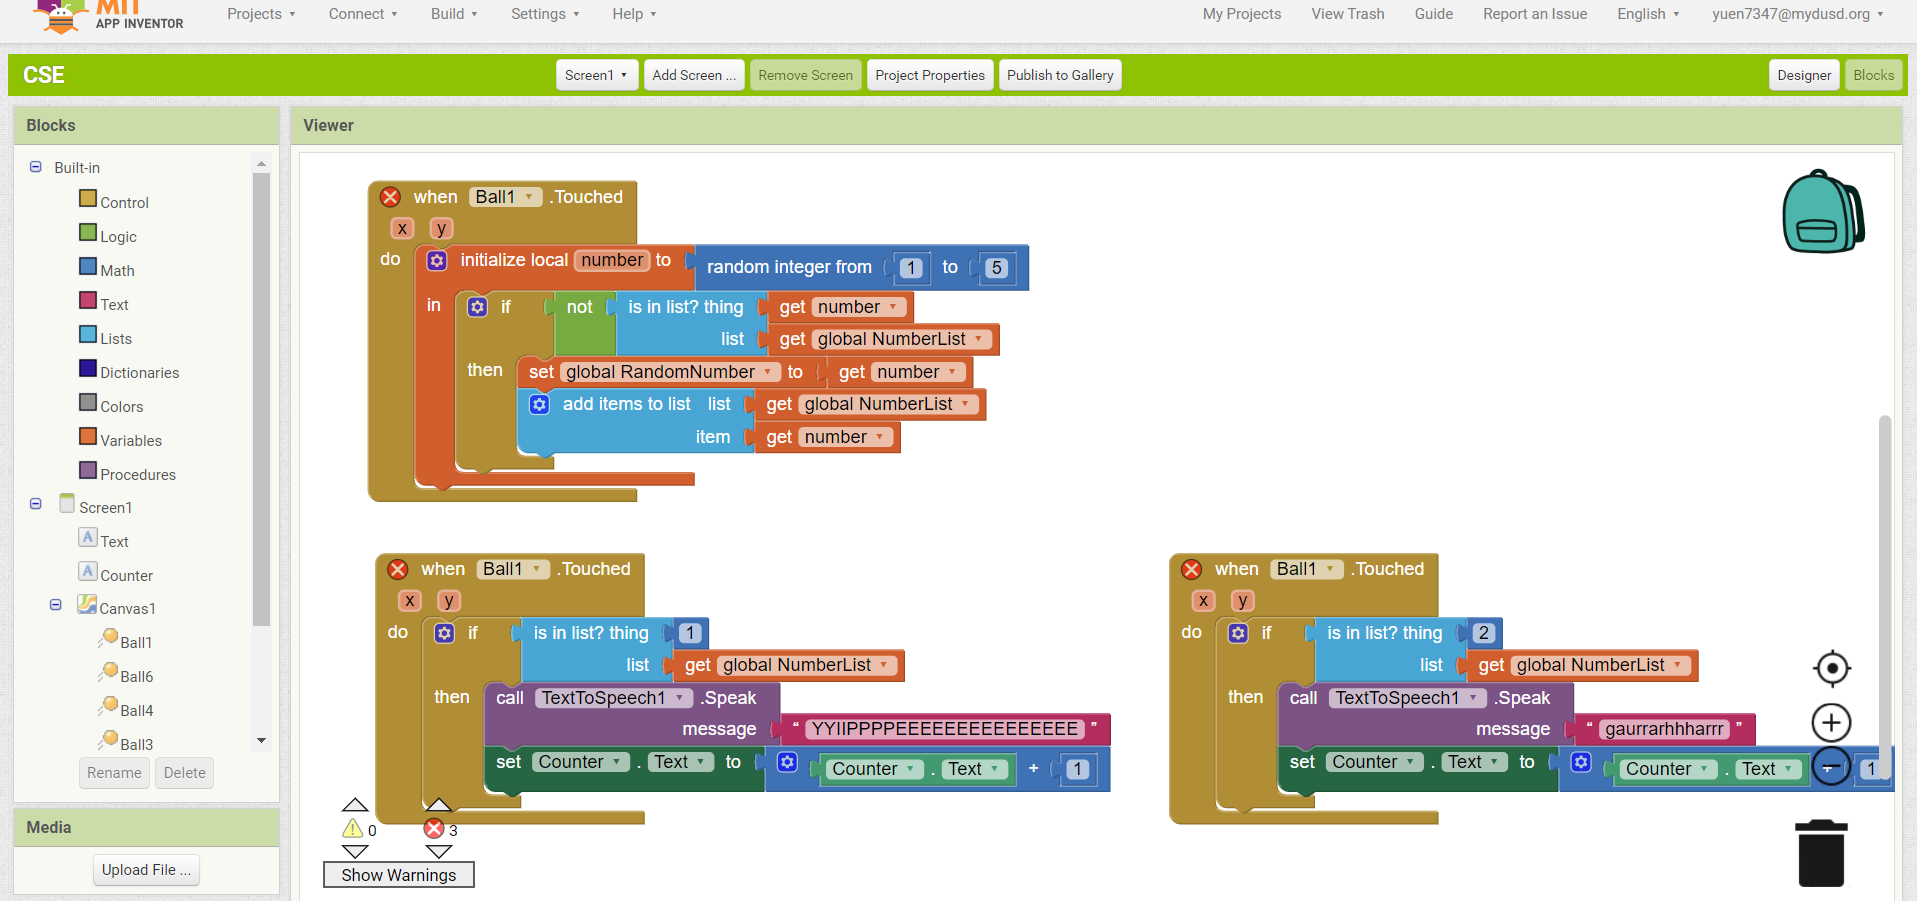 MIT
APP INVENTOR
Projects
Connect
Build
Settings
Help
My Projects
View Trash
Guide
Report an Issue
English
yuen7347@mydusd.org
CSE
Screen1
Add Screen ...
Remove Screen
Project Properties
Publish to Gallery
Designer
Blocks
Blocks
Built-in
Control
Logic
Math
Text
Lists
Dictionaries
Colors
Variables
Procedures
Screen1
Text
Counter
Canvas1
Ball1
Ball6
Ball4
Ball3
Rename Delete
Media
Upload File ...
Viewer
when Ball1 .Touched
x y
do initialize local number to random integer from 1 to 5
in if not is in list? thing get number
list get global NumberList
then set global RandomNumber to get number
add items to list list get global NumberList
item get number
when Ball1 .Touched
x y
do if is in list? thing 1
list get global NumberList
then call TextToSpeech1 .Speak
message “ YYIIPPPPEEEEEEEEEEEEEEE ”
set Counter . Text to Counter . Text + 1
when Ball1 .Touched
x y
do if is in list? thing 2
list get global NumberList
then call TextToSpeech1 .Speak
message “ gaurrarhhharrr ”
set Counter . Text to Counter . Text + 1
0 3
Show Warnings